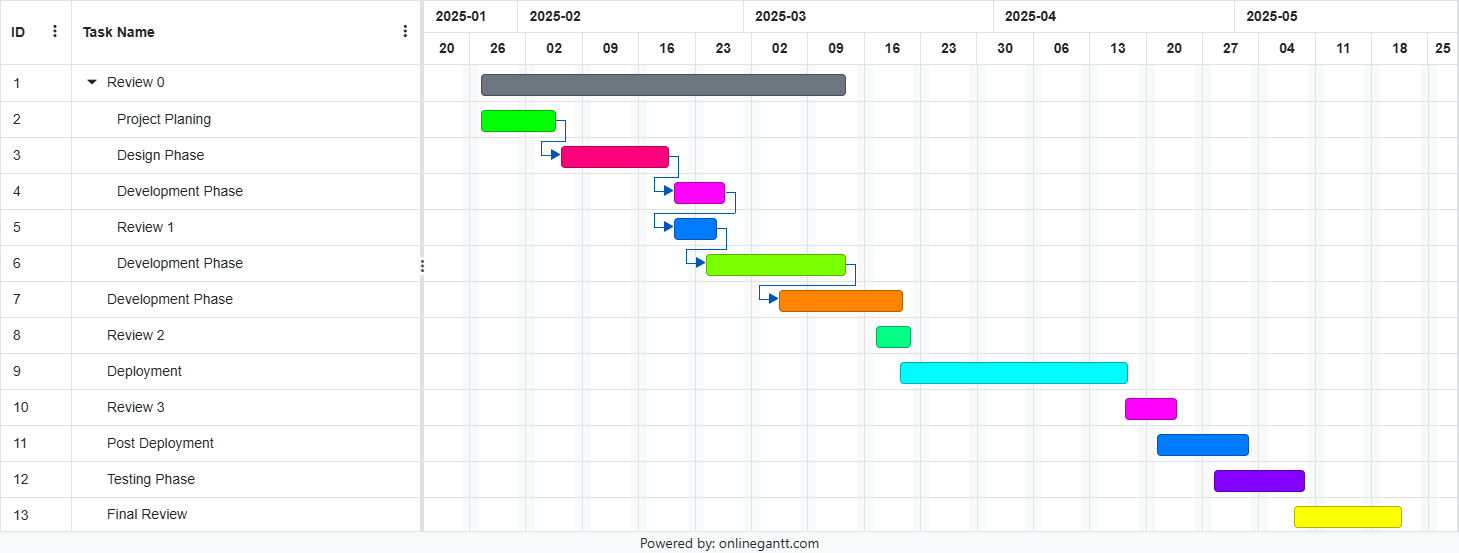 ID Task Name 2025-01 2025-02 2025-03 2025-04 2025-05
20 26 02 09 16 23 02 09 16 23 30 06 13 20 27 04 11 18 25
1 Review 0
2 Project Planing
3 Design Phase
4 Development Phase
5 Review 1
6 Development Phase
7 Development Phase
8 Review 2
9 Deployment
10 Review 3
11 Post Deployment
12 Testing Phase
13 Final Review
Powered by: onlinegantt.com